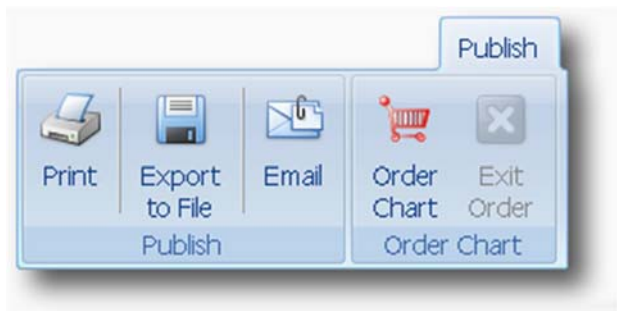 Publish
Print
Export
to File
Email
Order
Chart
Exit
Order
Publish
Order Chart